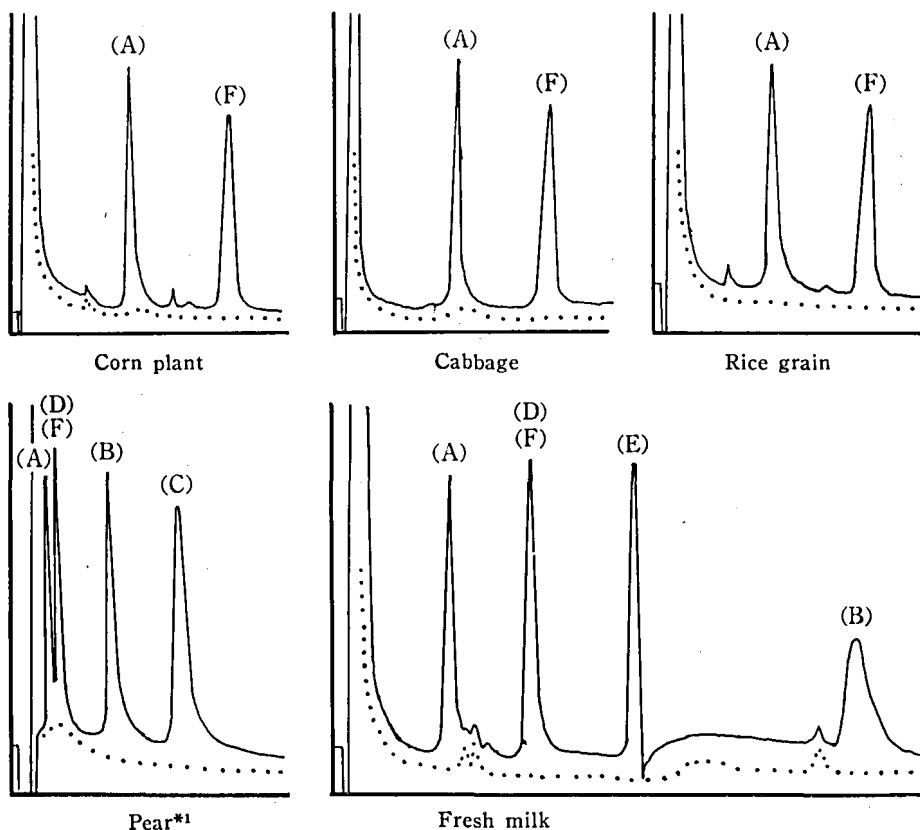 (A)
(F)
(A)
(F)
(A)
(F)
Corn plant
Cabbage
Rice grain
(D)
(F)
(A)
(B)
(C)
(D)
(F)
(A)
(E)
(B)
Pear*1
Fresh milk